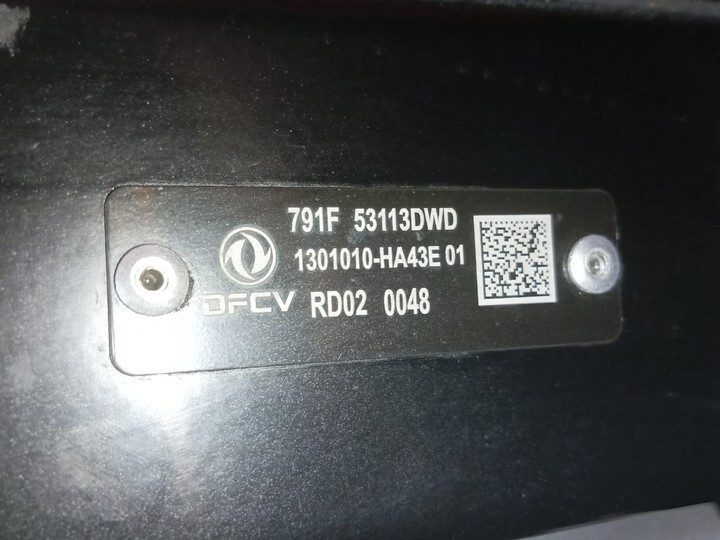 791F 53113DWD
1301010-HA43E 01
DFCV RD02 0048